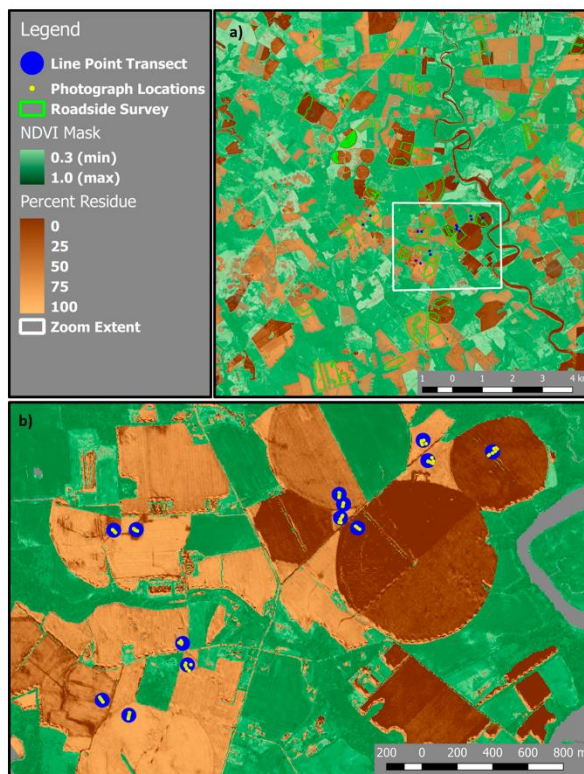 Legend
Line Point Transect
Photograph Locations
Roadside Survey
NDVI Mask
0.3 (min)
1.0 (max)
Percent Residue
0
25
50
75
100
Zoom Extent
a)
1 0 1 2 3 4 km
b)
200 0 200 400 600 800 m